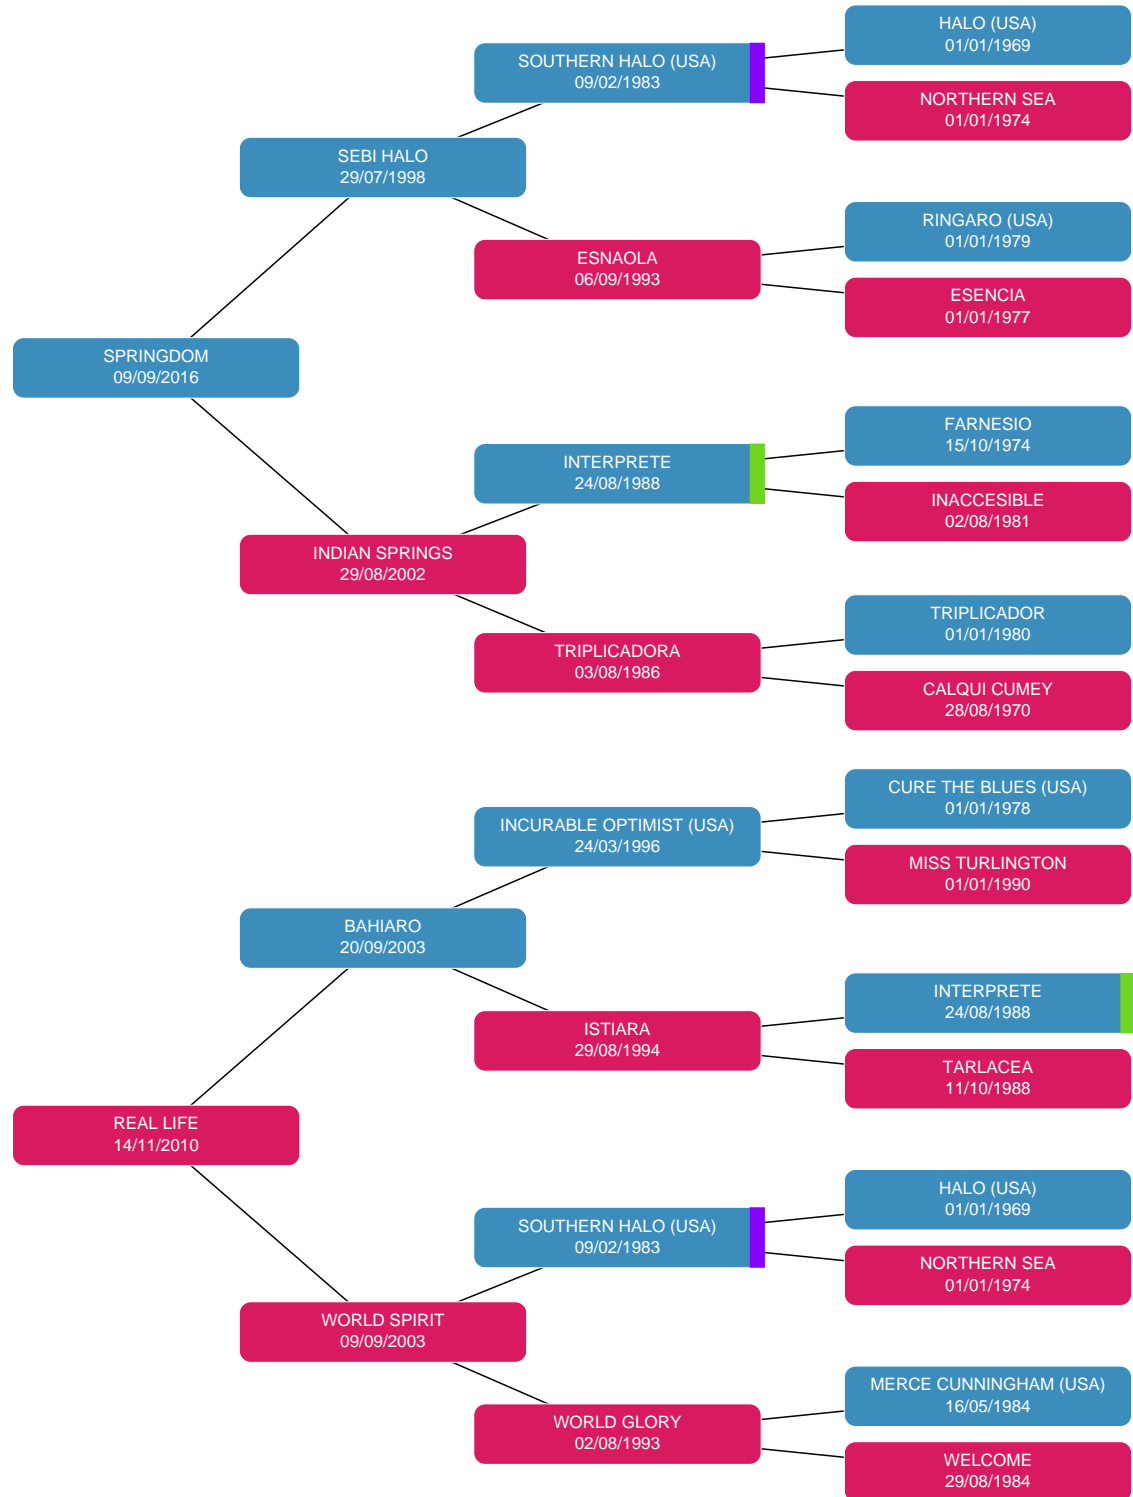 HALO (USA)
01/01/1969
SOUTHERN HALO (USA)
09/02/1983
NORTHERN SEA
01/01/1974
SEBI HALO
29/07/1998
RINGARO (USA)
01/01/1979
ESNAOLA
06/09/1993
ESENCIA
01/01/1977
SPRINGDOM
09/09/2016
FARNESIO
15/10/1974
INTERPRETE
24/08/1988
INACCESIBLE
02/08/1981
INDIAN SPRINGS
29/08/2002
TRIPLICADOR
01/01/1980
TRIPLICADORA
03/08/1986
CALQUI CUMEY
28/08/1970
CURE THE BLUES (USA)
01/01/1978
INCURABLE OPTIMIST (USA)
24/03/1996
MISS TURLINGTON
01/01/1990
BAHIARO
20/09/2003
INTERPRETE
24/08/1988
ISTIARA
29/08/1994
TARLACEA
11/10/1988
REAL LIFE
14/11/2010
HALO (USA)
01/01/1969
SOUTHERN HALO (USA)
09/02/1983
NORTHERN SEA
01/01/1974
WORLD SPIRIT
09/09/2003
MERCE CUNNINGHAM (USA)
16/05/1984
WORLD GLORY
02/08/1993
WELCOME
29/08/1984